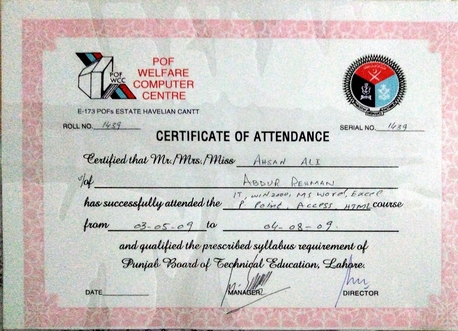 POF
WELFARE
COMPUTER
CENTRE
POF
WCC
E-173 POFs ESTATE HAVELIAN CANTT
ROLL NO. 1439
SERIAL NO. 1439
CERTIFICATE OF ATTENDANCE
Certified that Mr./Mrs./Miss AHSAN ALI
S/of ABDUR REHMAN
IT, WIN2000, MS Word, Excel
has successfully attended the P Point, Access, HTML course
from 03-05-09 to 04-08-09.
and qualified the prescribed syllabus requirement of
Punjab Board of Technical Education, Lahore.
DATE MANAGER DIRECTOR